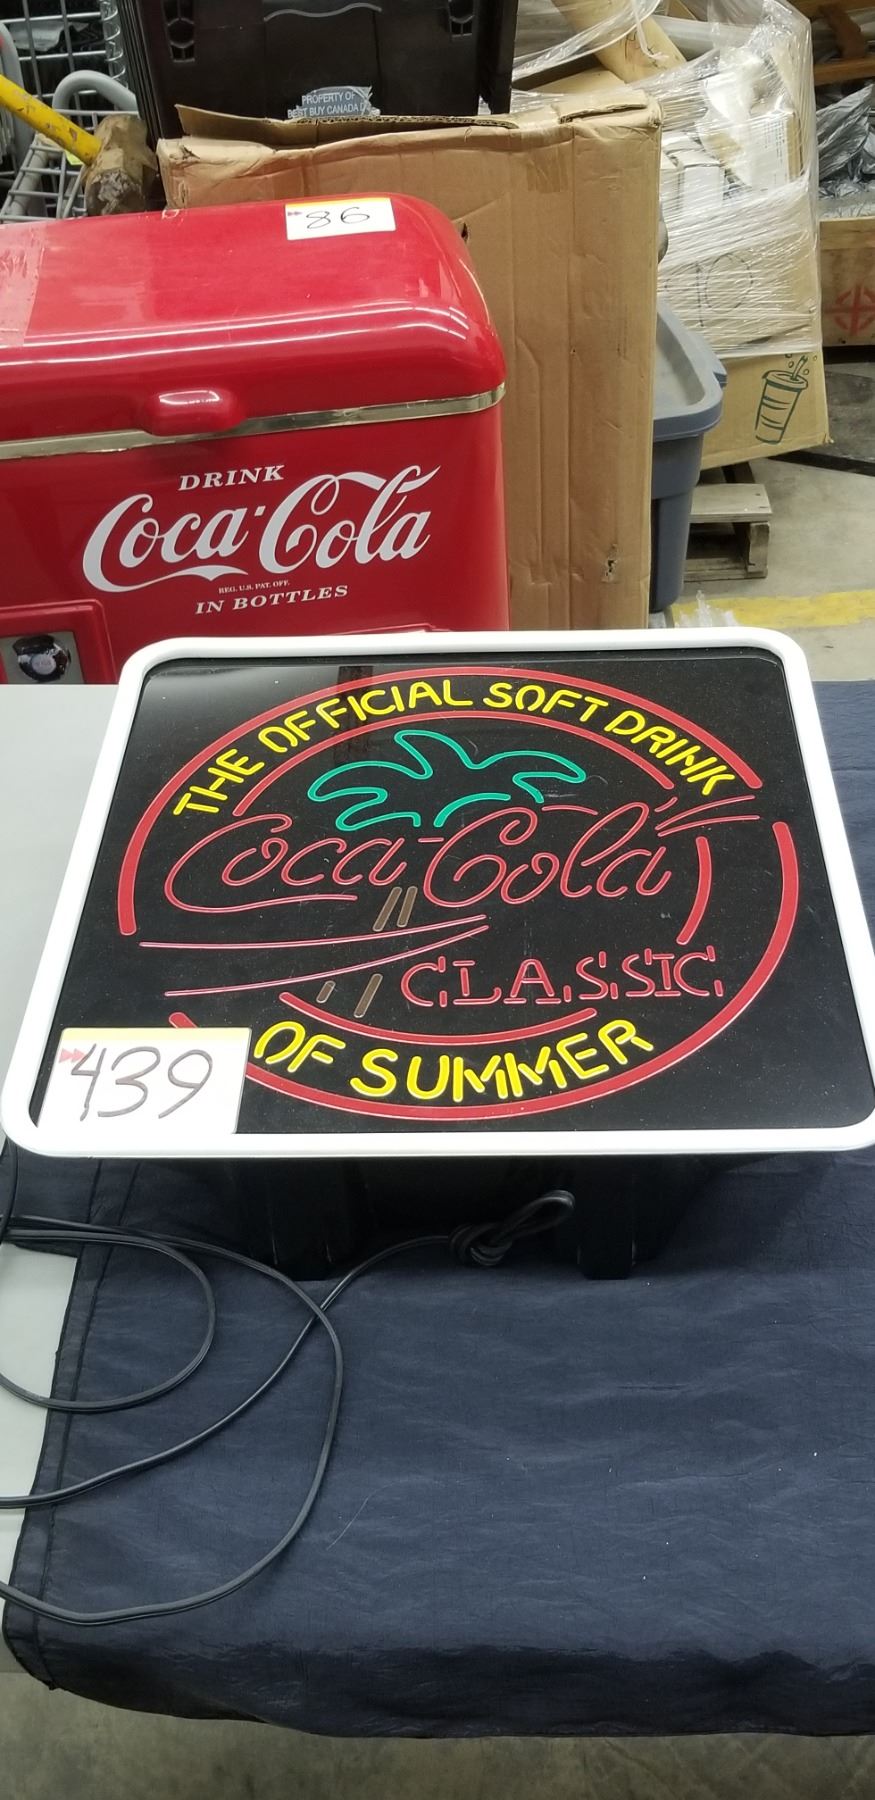 PROPERTY OF
BEST BUY CANADA
86
DRINK
Coca-Cola
REG. U.S. PAT. OFF.
IN BOTTLES
THE OFFICIAL SOFT DRINK
Coca-Cola
CLASSIC
OF SUMMER
439